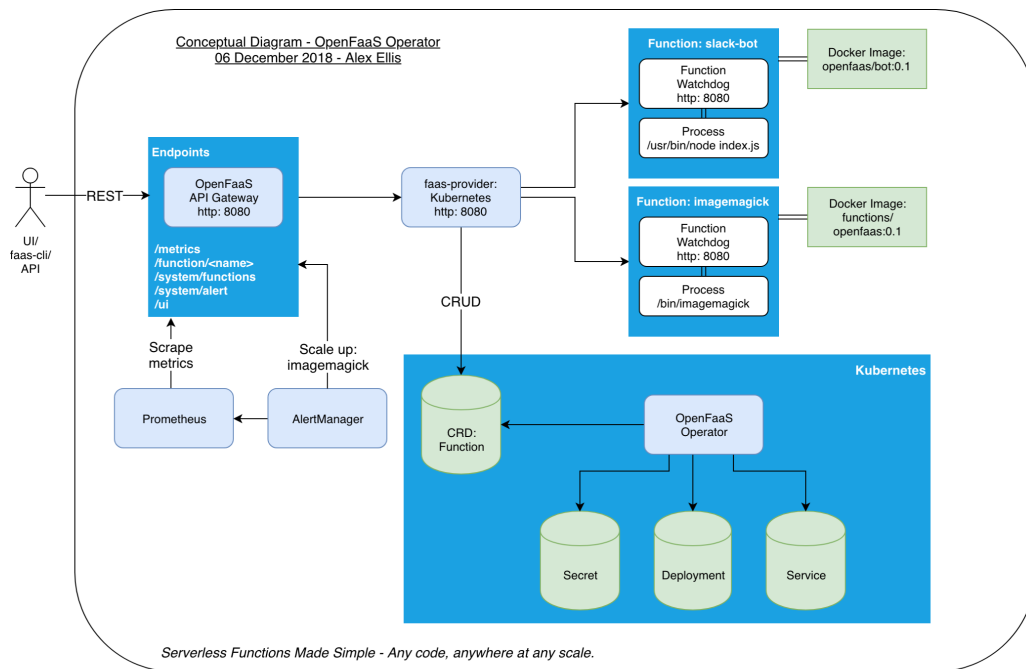 Conceptual Diagram - OpenFaaS Operator
06 December 2018 - Alex Ellis
Function: slack-bot
Function
Watchdog
http: 8080
Process
/usr/bin/node index.js
Docker Image:
openfaas/bot:0.1
UI/
faas-cli/
API
REST
Endpoints
OpenFaaS
API Gateway
http: 8080
/metrics
/function/<name>
/system/functions
/system/alert
/ui
faas-provider:
Kubernetes
http: 8080
Function: imagemagick
Function
Watchdog
http: 8080
Process
/bin/imagemagick
Docker Image:
functions/
openfaas:0.1
CRUD
Scrape
metrics
Scale up:
imagemagick
Prometheus
AlertManager
Kubernetes
CRD:
Function
OpenFaaS
Operator
Secret
Deployment
Service
Serverless Functions Made Simple - Any code, anywhere at any scale.